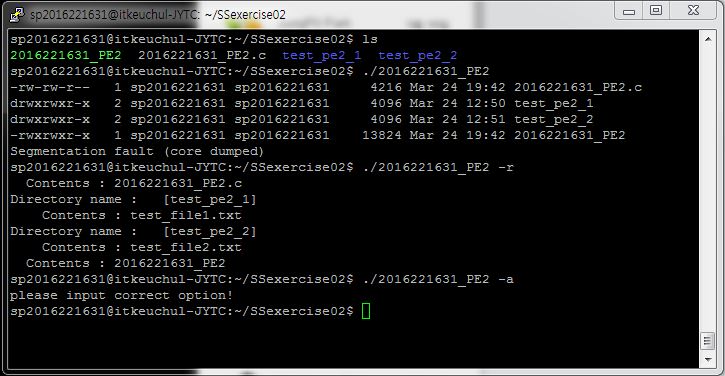 sp2016221631@itkeuchul-JYTC: ~/SSexercise02
sp2016221631@itkeuchul-JYTC:~/SSexercise02$ ls
2016221631_PE2  2016221631_PE2.c  test_pe2_1  test_pe2_2
sp2016221631@itkeuchul-JYTC:~/SSexercise02$ ./2016221631_PE2
-rw-rw-r--   1 sp2016221631 sp2016221631     4216 Mar 24 19:42 2016221631_PE2.c
drwxrwxr-x   2 sp2016221631 sp2016221631     4096 Mar 24 12:50 test_pe2_1
drwxrwxr-x   2 sp2016221631 sp2016221631     4096 Mar 24 12:51 test_pe2_2
-rwxrwxr-x   1 sp2016221631 sp2016221631    13824 Mar 24 19:42 2016221631_PE2
Segmentation fault (core dumped)
sp2016221631@itkeuchul-JYTC:~/SSexercise02$ ./2016221631_PE2 -r
  Contents : 2016221631_PE2.c
Directory name :   [test_pe2_1]
    Contents : test_file1.txt
Directory name :   [test_pe2_2]
    Contents : test_file2.txt
  Contents : 2016221631_PE2
sp2016221631@itkeuchul-JYTC:~/SSexercise02$ ./2016221631_PE2 -a
please input correct option!
sp2016221631@itkeuchul-JYTC:~/SSexercise02$